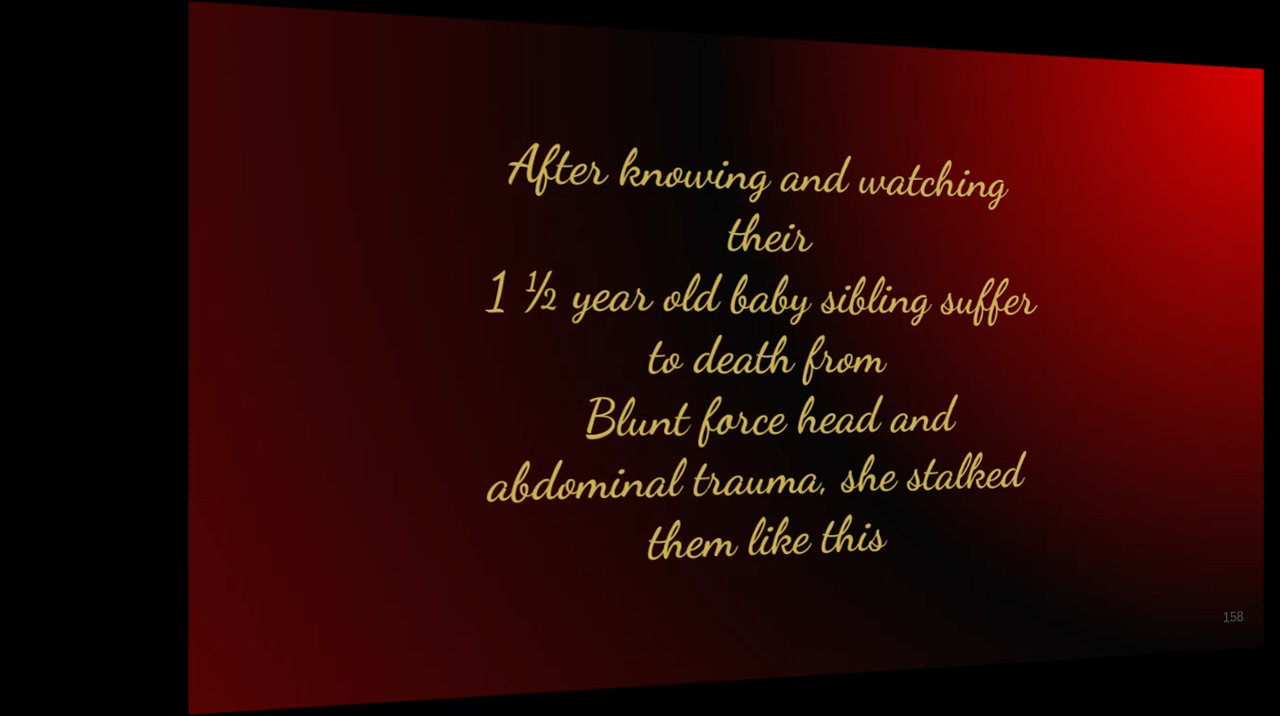 After knowing and watching
their
1 ½ year old baby sibling suffer
to death from
Blunt force head and
abdominal trauma, she stalked
them like this
158